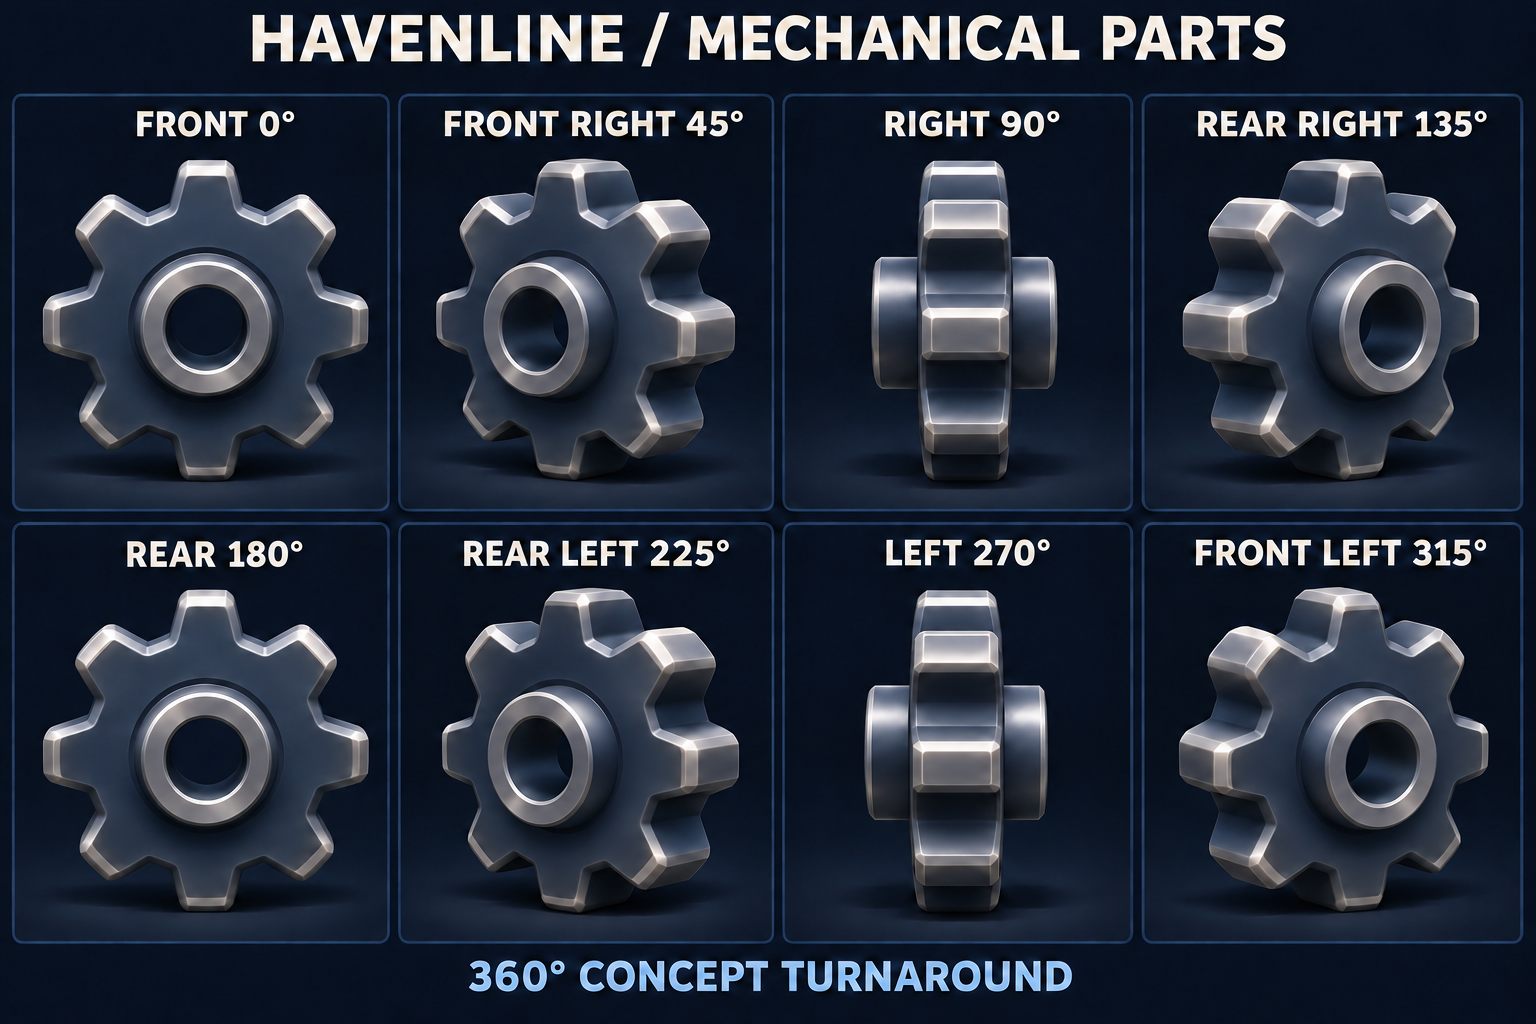 HAVENLINE / MECHANICAL PARTS
FRONT 0°
FRONT RIGHT 45°
RIGHT 90°
REAR RIGHT 135°
REAR 180°
REAR LEFT 225°
LEFT 270°
FRONT LEFT 315°
360° CONCEPT TURNAROUND